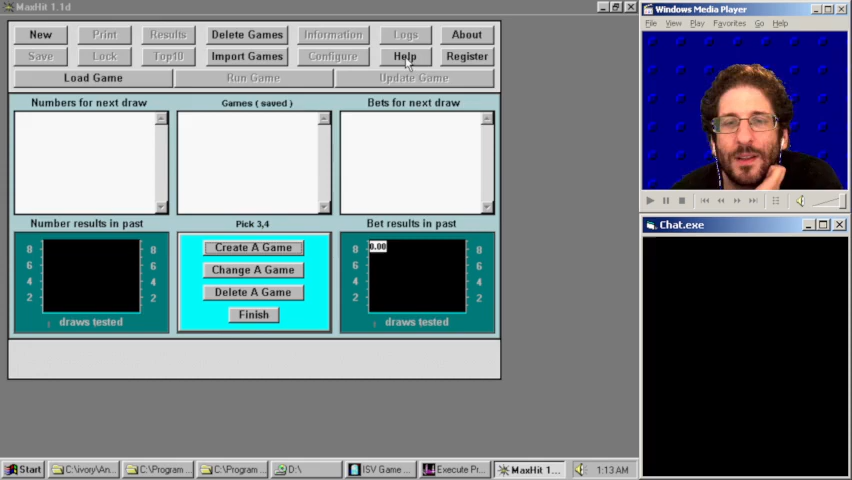 MaxHit 1.1d
New Print Results Delete Games Information Logs About
Save Lock Top10 Import Games Configure Help Register
Load Game Run Game Update Game
Numbers for next draw Games ( saved ) Bets for next draw
Number results in past Pick 3,4 Bet results in past
8 8 Create A Game 8 0.00 8
6 6 Change A Game 6 6
4 4 Delete A Game 4 4
2 2 Finish 2 2
draws tested draws tested
Start C:\ivory\An... C:\Program ... C:\Program ... D:\ ISV Game ... Execute Pr... MaxHit 1... 1:13 AM
Windows Media Player
File View Play Favorites Go Help
Chat.exe